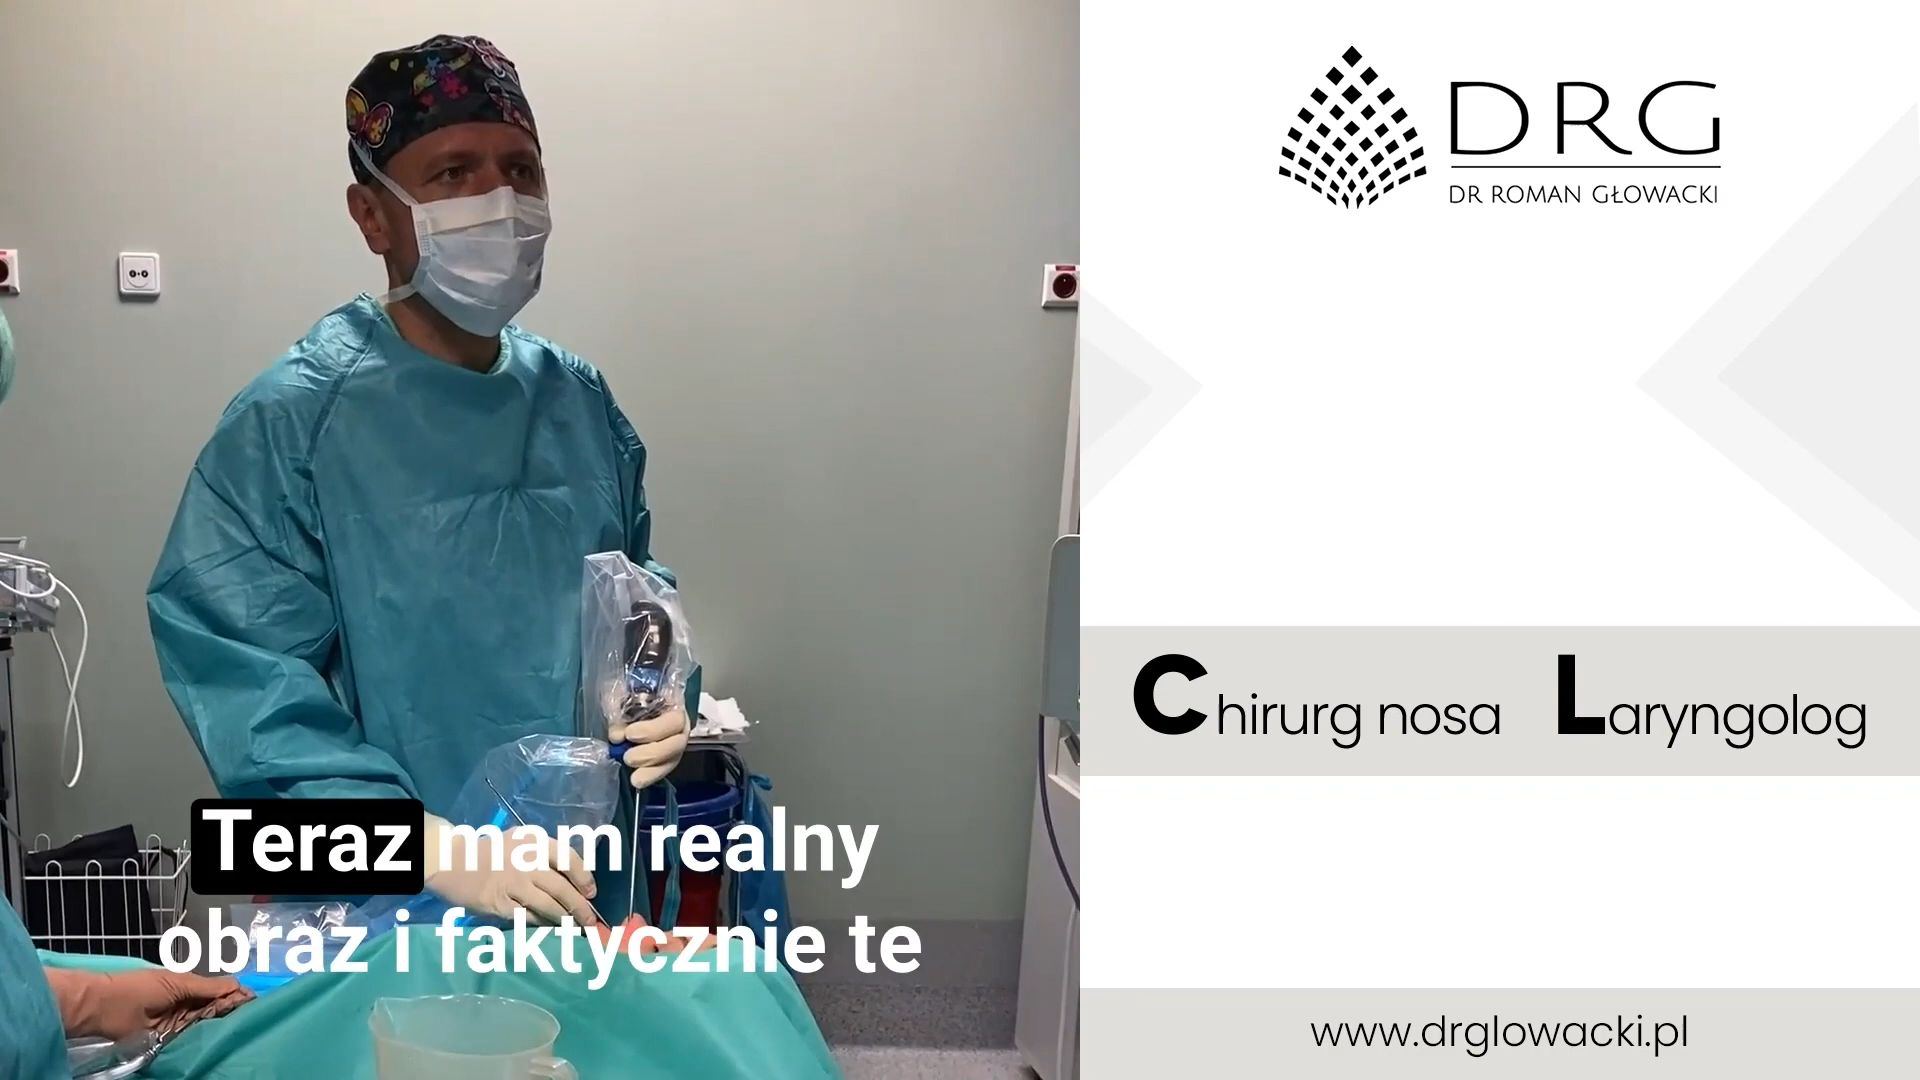 Teraz mam realny
obraz i faktycznie te
DRG
DR ROMAN GŁOWACKI
Chirurg nosa Laryngolog
www.drglowacki.pl